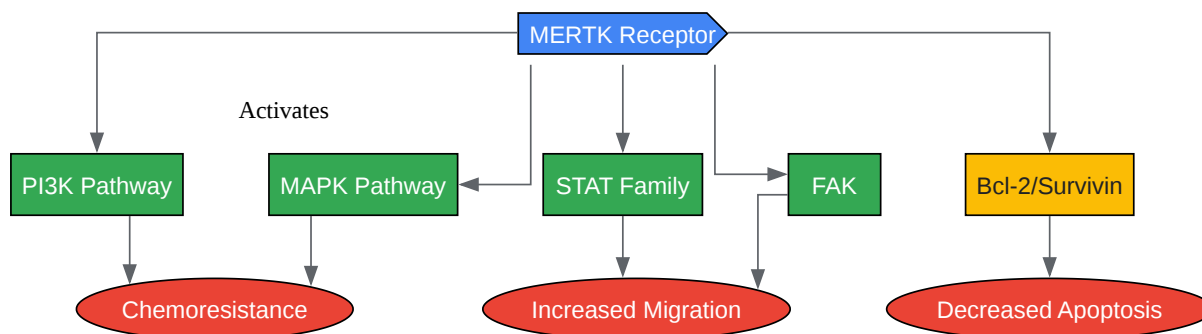 MERTK Receptor
Activates
PI3K Pathway
MAPK Pathway
STAT Family
FAK
Bcl-2/Survivin
Chemoresistance
Increased Migration
Decreased Apoptosis